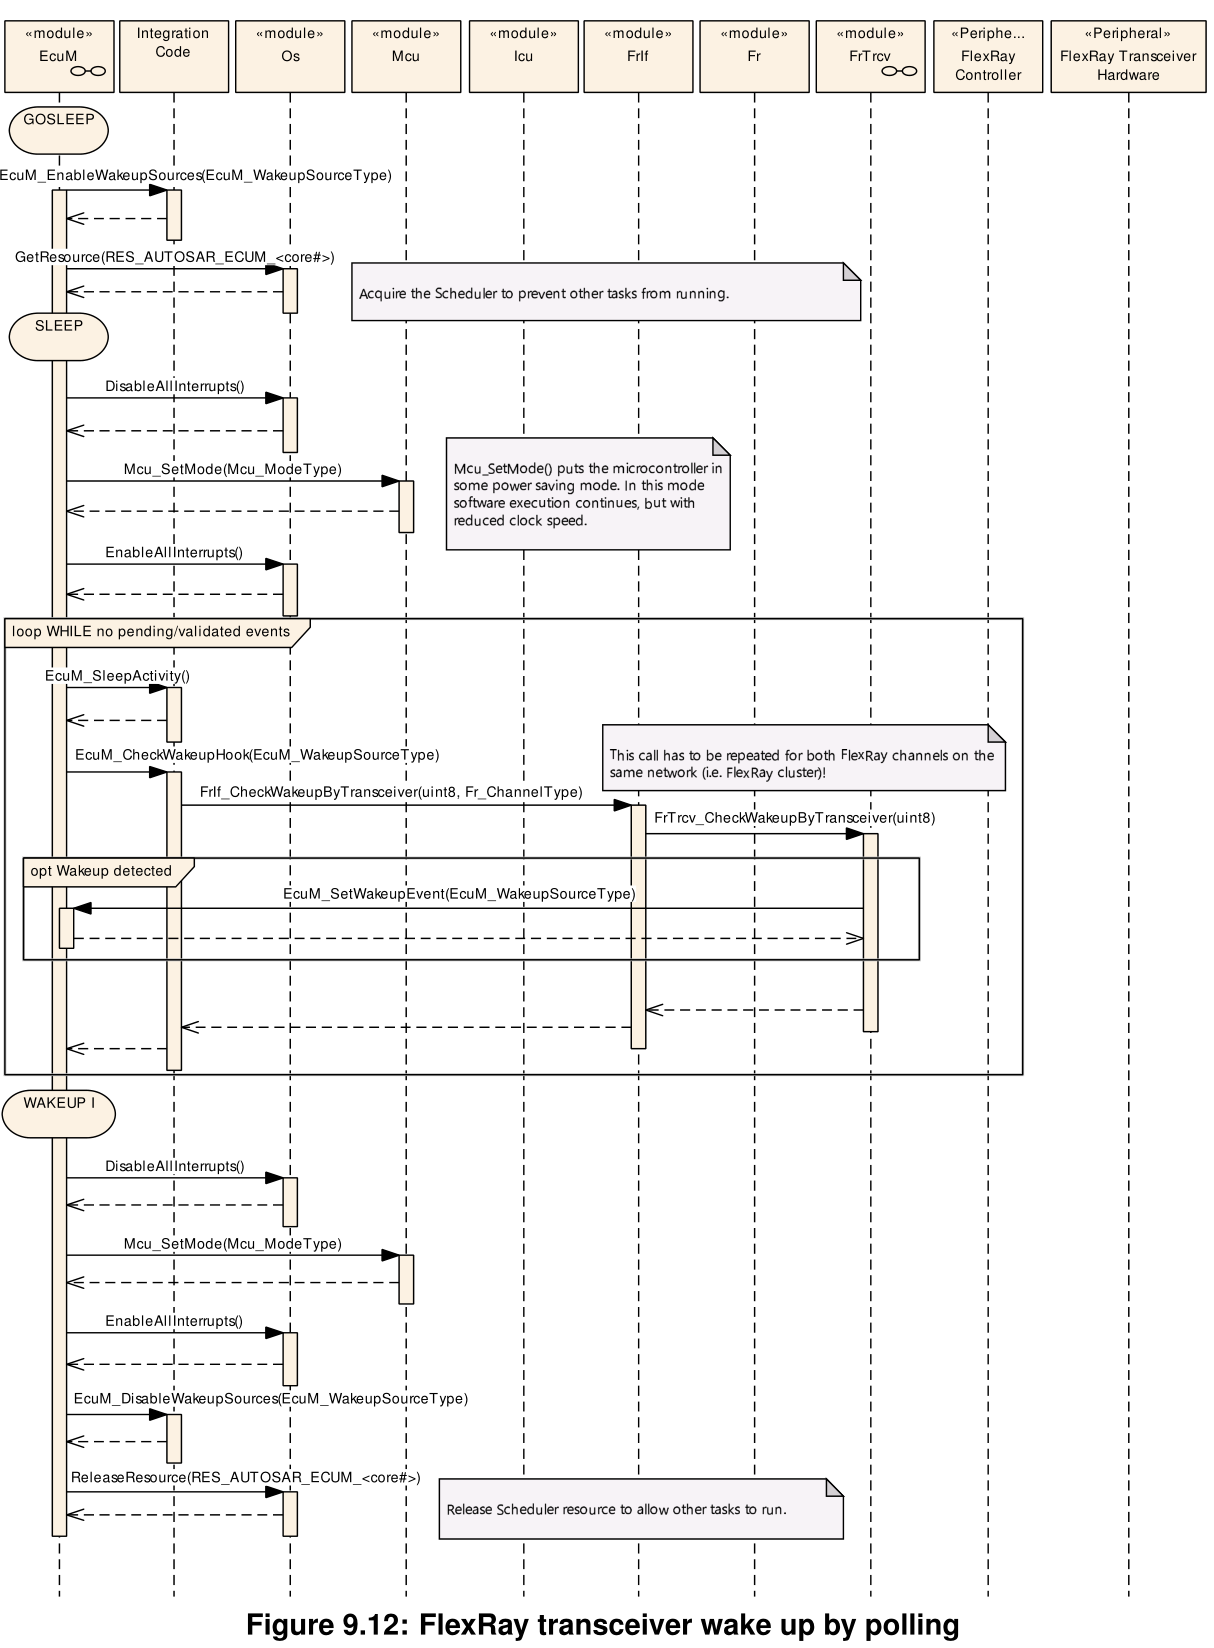 «module»
EcuM
Integration
Code
«module»
Os
«module»
Mcu
«module»
Icu
«module»
FrIf
«module»
Fr
«module»
FrTrcv
«Periphe...
FlexRay
Controller
«Peripheral»
FlexRay Transceiver
Hardware
GOSLEEP
EcuM_EnableWakeupSources(EcuM_WakeupSourceType)
GetResource(RES_AUTOSAR_ECUM_<core#>)
Acquire the Scheduler to prevent other tasks from running.
SLEEP
DisableAllInterrupts()
Mcu_SetMode(Mcu_ModeType)
Mcu_SetMode() puts the microcontroller in
some power saving mode. In this mode
software execution continues, but with
reduced clock speed.
EnableAllInterrupts()
loop WHILE no pending/validated events
EcuM_SleepActivity()
EcuM_CheckWakeupHook(EcuM_WakeupSourceType)
This call has to be repeated for both FlexRay channels on the
same network (i.e. FlexRay cluster)!
FrIf_CheckWakeupByTransceiver(uint8, Fr_ChannelType)
FrTrcv_CheckWakeupByTransceiver(uint8)
opt Wakeup detected
EcuM_SetWakeupEvent(EcuM_WakeupSourceType)
WAKEUP I
DisableAllInterrupts()
Mcu_SetMode(Mcu_ModeType)
EnableAllInterrupts()
EcuM_DisableWakeupSources(EcuM_WakeupSourceType)
ReleaseResource(RES_AUTOSAR_ECUM_<core#>)
Release Scheduler resource to allow other tasks to run.
Figure 9.12: FlexRay transceiver wake up by polling